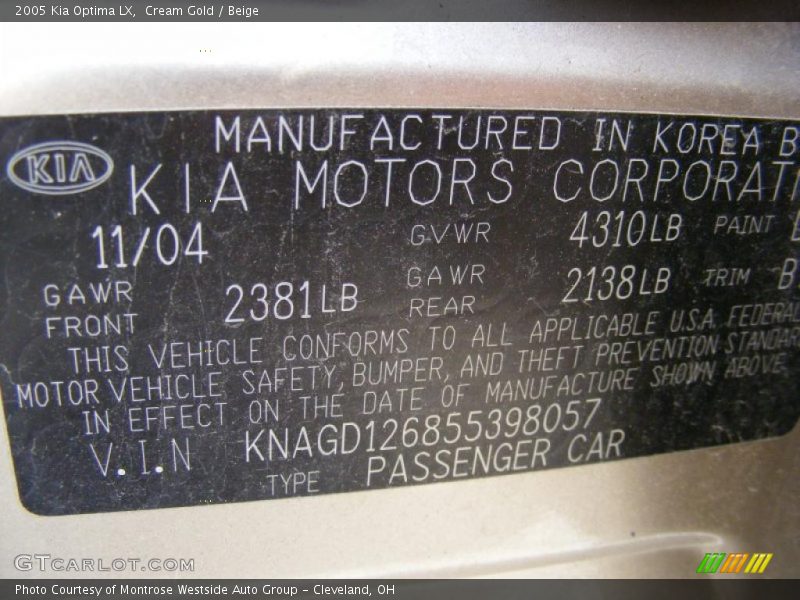 2005 Kia Optima LX, Cream Gold / Beige
MANUFACTURED IN KOREA B
KIA
KIA MOTORS CORPORATI
11/04 GVWR 4310LB PAINT
GAWR FRONT 2381LB GAWR REAR 2138LB TRIM B
THIS VEHICLE CONFORMS TO ALL APPLICABLE U.S.A. FEDERAL
MOTOR VEHICLE SAFETY, BUMPER, AND THEFT PREVENTION STANDAR
IN EFFECT ON THE DATE OF MANUFACTURE SHOWN ABOVE
V.I.N KNAGD126855398057
TYPE PASSENGER CAR
GTCARLOT.COM
Photo Courtesy of Montrose Westside Auto Group - Cleveland, OH